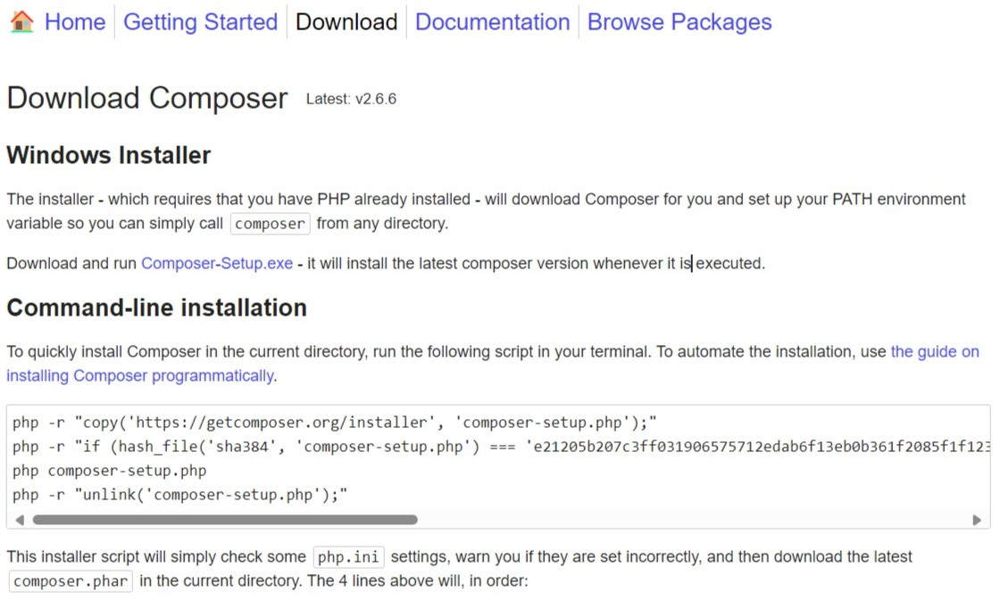 Home Getting Started Download Documentation Browse Packages
Download Composer Latest: v2.6.6
Windows Installer
The installer - which requires that you have PHP already installed - will download Composer for you and set up your PATH environment
variable so you can simply call composer from any directory.
Download and run Composer-Setup.exe - it will install the latest composer version whenever it is executed.
Command-line installation
To quickly install Composer in the current directory, run the following script in your terminal. To automate the installation, use the guide on
installing Composer programmatically.
php -r "copy('https://getcomposer.org/installer', 'composer-setup.php');"
php -r "if (hash_file('sha384', 'composer-setup.php') === 'e21205b207c3ff031906575712edab6f13eb0b361f2085f1f123
php composer-setup.php
php -r "unlink('composer-setup.php');"
This installer script will simply check some php.ini settings, warn you if they are set incorrectly, and then download the latest
composer.phar in the current directory. The 4 lines above will, in order: